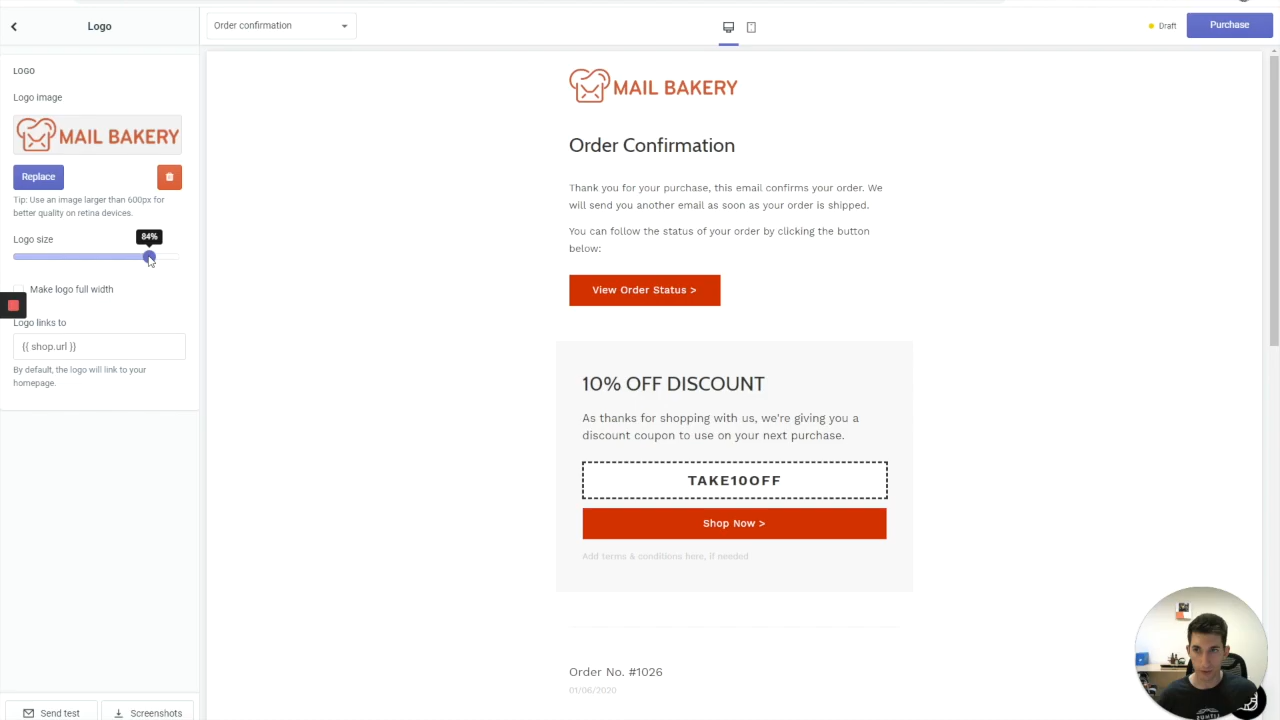 Logo
LOGO
Logo image
MAIL BAKERY
Replace
Tip: Use an image larger than 600px for
better quality on retina devices.
Logo size
84%
Make logo full width
Logo links to
{{ shop.url }}
By default, the logo will link to your
homepage.
Send test
Screenshots
Order confirmation
Draft
Purchase
MAIL BAKERY
Order Confirmation
Thank you for your purchase, this email confirms your order. We
will send you another email as soon as your order is shipped.
You can follow the status of your order by clicking the button
below:
View Order Status >
10% OFF DISCOUNT
As thanks for shopping with us, we're giving you a
discount coupon to use on your next purchase.
TAKE10OFF
Shop Now >
Add terms & conditions here, if needed
Order No. #1026
01/06/2020